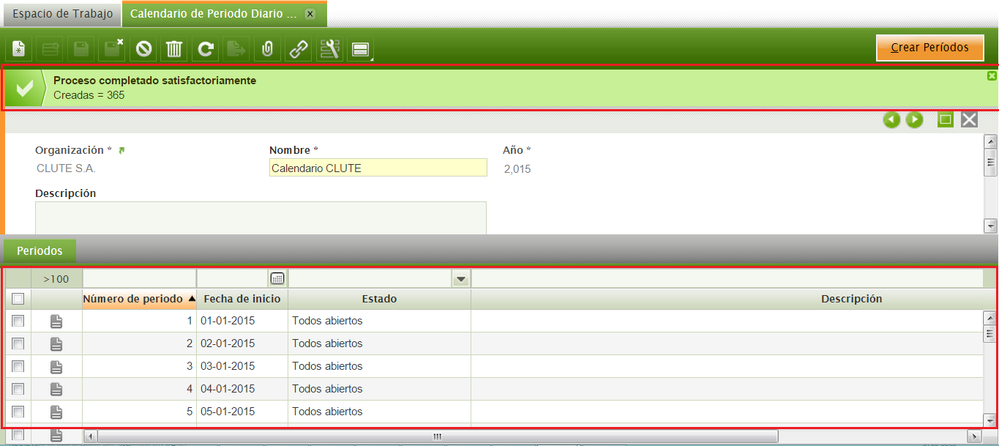 Espacio de Trabajo Calendario de Periodo Diario ...
Crear Períodos
Proceso completado satisfactoriamente
Creadas = 365
Organización * Nombre * Año *
CLUTE S.A. Calendario CLUTE 2,015
Descripción
Periodos
>100
Número de periodo Fecha de inicio Estado Descripción
1 01-01-2015 Todos abiertos
2 02-01-2015 Todos abiertos
3 03-01-2015 Todos abiertos
4 04-01-2015 Todos abiertos
5 05-01-2015 Todos abiertos